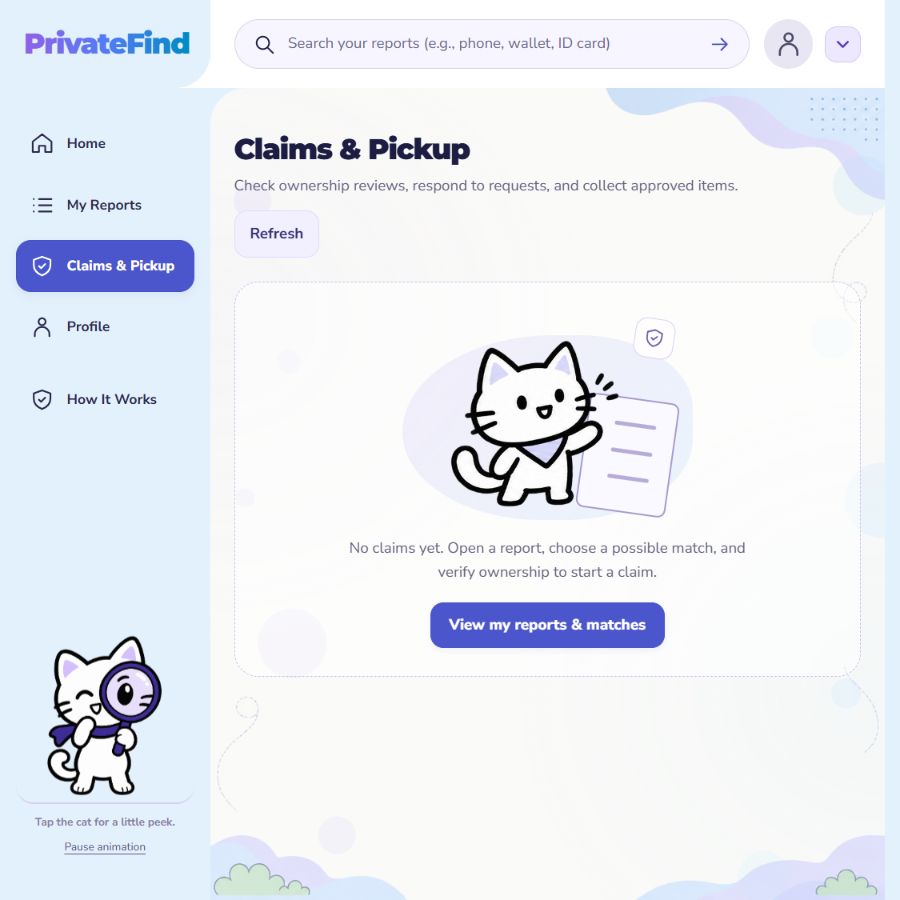 PrivateFind
Search your reports (e.g., phone, wallet, ID card)
Home
My Reports
Claims & Pickup
Profile
How It Works
Tap the cat for a little peek.
Pause animation
Claims & Pickup
Check ownership reviews, respond to requests, and collect approved items.
Refresh
No claims yet. Open a report, choose a possible match, and
verify ownership to start a claim.
View my reports & matches